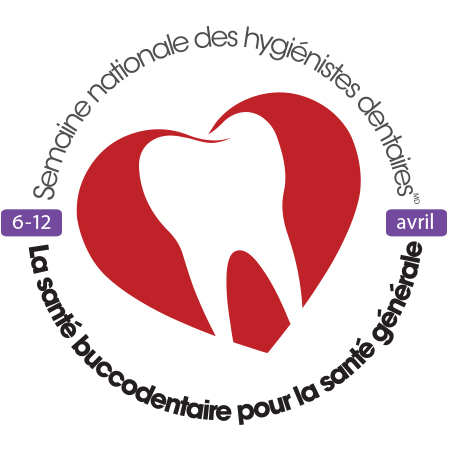 Semaine nationale des hygiénistes dentaires MD
6-12
avril
La santé buccodentaire pour la santé générale